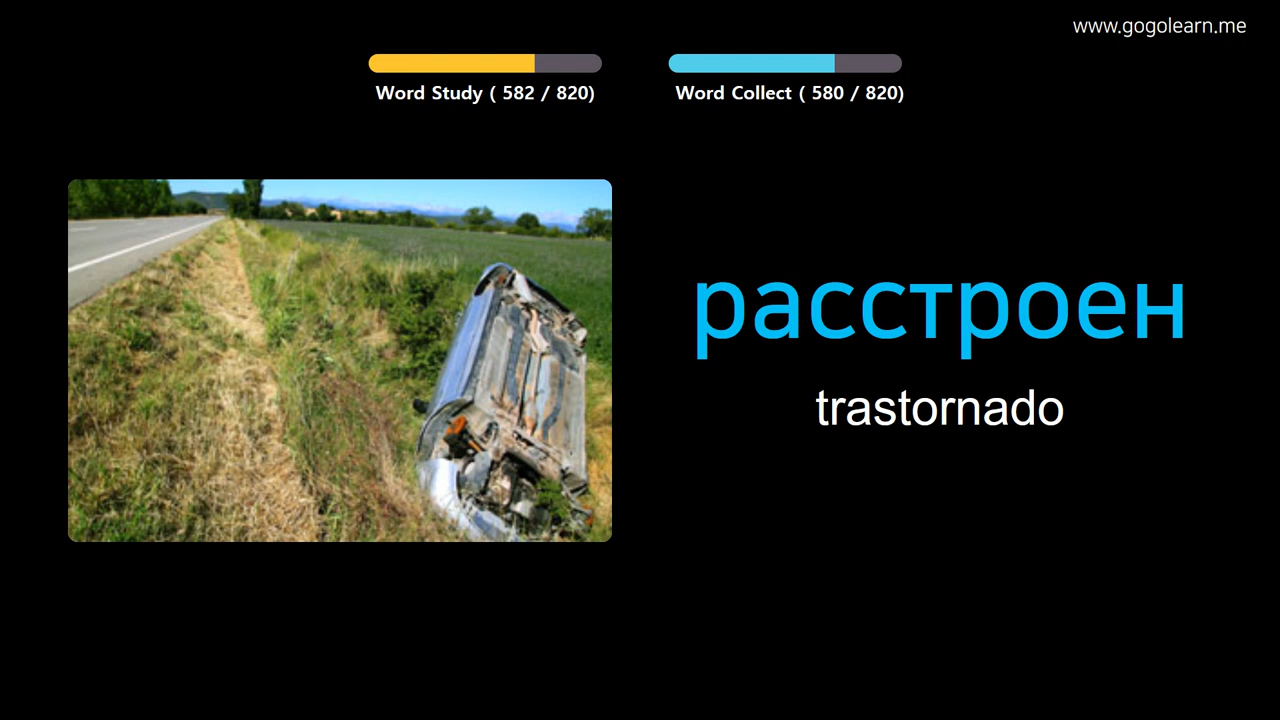 www.gogolearn.me
Word Study ( 582 / 820)
Word Collect ( 580 / 820)
расстроен
trastornado